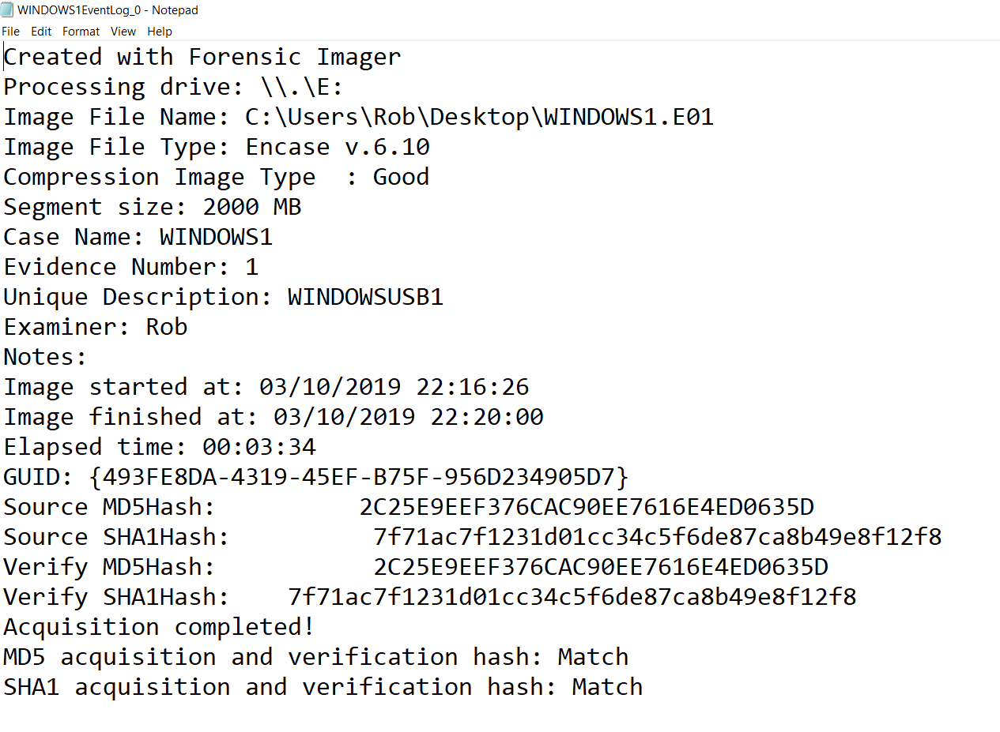 WINDOWS1EventLog_0 - Notepad
File Edit Format View Help
Created with Forensic Imager
Processing drive: \\.\E:
Image File Name: C:\Users\Rob\Desktop\WINDOWS1.E01
Image File Type: Encase v.6.10
Compression Image Type  : Good
Segment size: 2000 MB
Case Name: WINDOWS1
Evidence Number: 1
Unique Description: WINDOWSUSB1
Examiner: Rob
Notes:
Image started at: 03/10/2019 22:16:26
Image finished at: 03/10/2019 22:20:00
Elapsed time: 00:03:34
GUID: {493FE8DA-4319-45EF-B75F-956D234905D7}
Source MD5Hash:          2C25E9EEF376CAC90EE7616E4ED0635D
Source SHA1Hash:          7f71ac7f1231d01cc34c5f6de87ca8b49e8f12f8
Verify MD5Hash:           2C25E9EEF376CAC90EE7616E4ED0635D
Verify SHA1Hash:    7f71ac7f1231d01cc34c5f6de87ca8b49e8f12f8
Acquisition completed!
MD5 acquisition and verification hash: Match
SHA1 acquisition and verification hash: Match